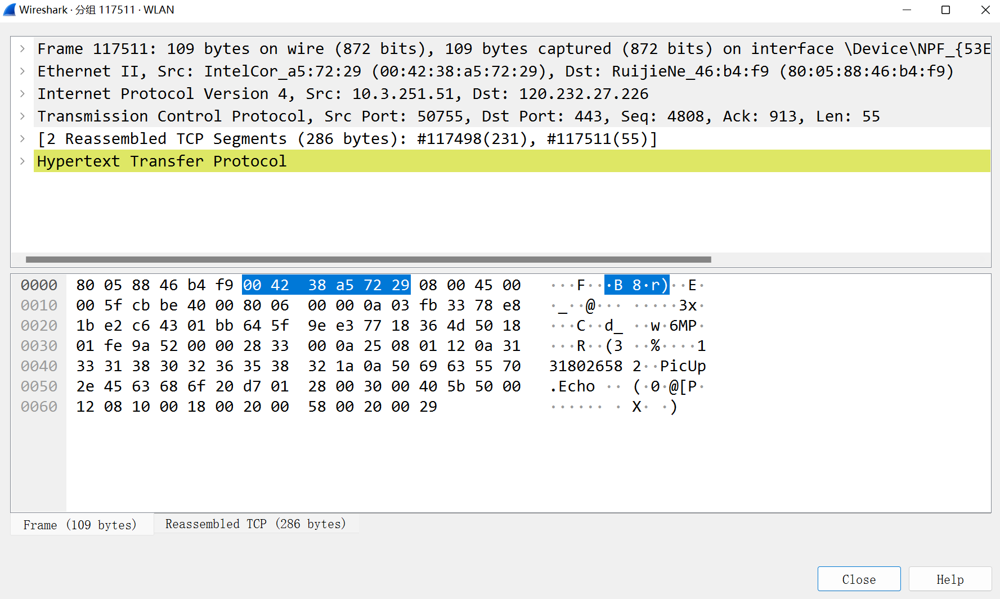 Wireshark · 分组 117511 · WLAN
Frame 117511: 109 bytes on wire (872 bits), 109 bytes captured (872 bits) on interface \Device\NPF_{53E
Ethernet II, Src: IntelCor_a5:72:29 (00:42:38:a5:72:29), Dst: RuijieNe_46:b4:f9 (80:05:88:46:b4:f9)
Internet Protocol Version 4, Src: 10.3.251.51, Dst: 120.232.27.226
Transmission Control Protocol, Src Port: 50755, Dst Port: 443, Seq: 4808, Ack: 913, Len: 55
[2 Reassembled TCP Segments (286 bytes): #117498(231), #117511(55)]
Hypertext Transfer Protocol
0000 80 05 88 46 b4 f9 00 42 38 a5 72 29 08 00 45 00 ···F···B 8·r)··E·
0010 00 5f cb be 40 00 80 06 00 00 0a 03 fb 33 78 e8 ·_··@··· ·····3x·
0020 1b e2 c6 43 01 bb 64 5f 9e e3 77 18 36 4d 50 18 ···C··d_ ··w·6MP·
0030 01 fe 9a 52 00 00 28 33 00 0a 25 08 01 12 0a 31 ···R··(3 ··%····1
0040 33 31 38 30 32 36 35 38 32 1a 0a 50 69 63 55 70 31802658 2··PicUp
0050 2e 45 63 68 6f 20 d7 01 28 00 30 00 40 5b 50 00 .Echo ·· (·0·@[P·
0060 12 08 10 00 18 00 20 00 58 00 20 00 29 ······ · X· ·)
Frame (109 bytes) Reassembled TCP (286 bytes)
Close Help